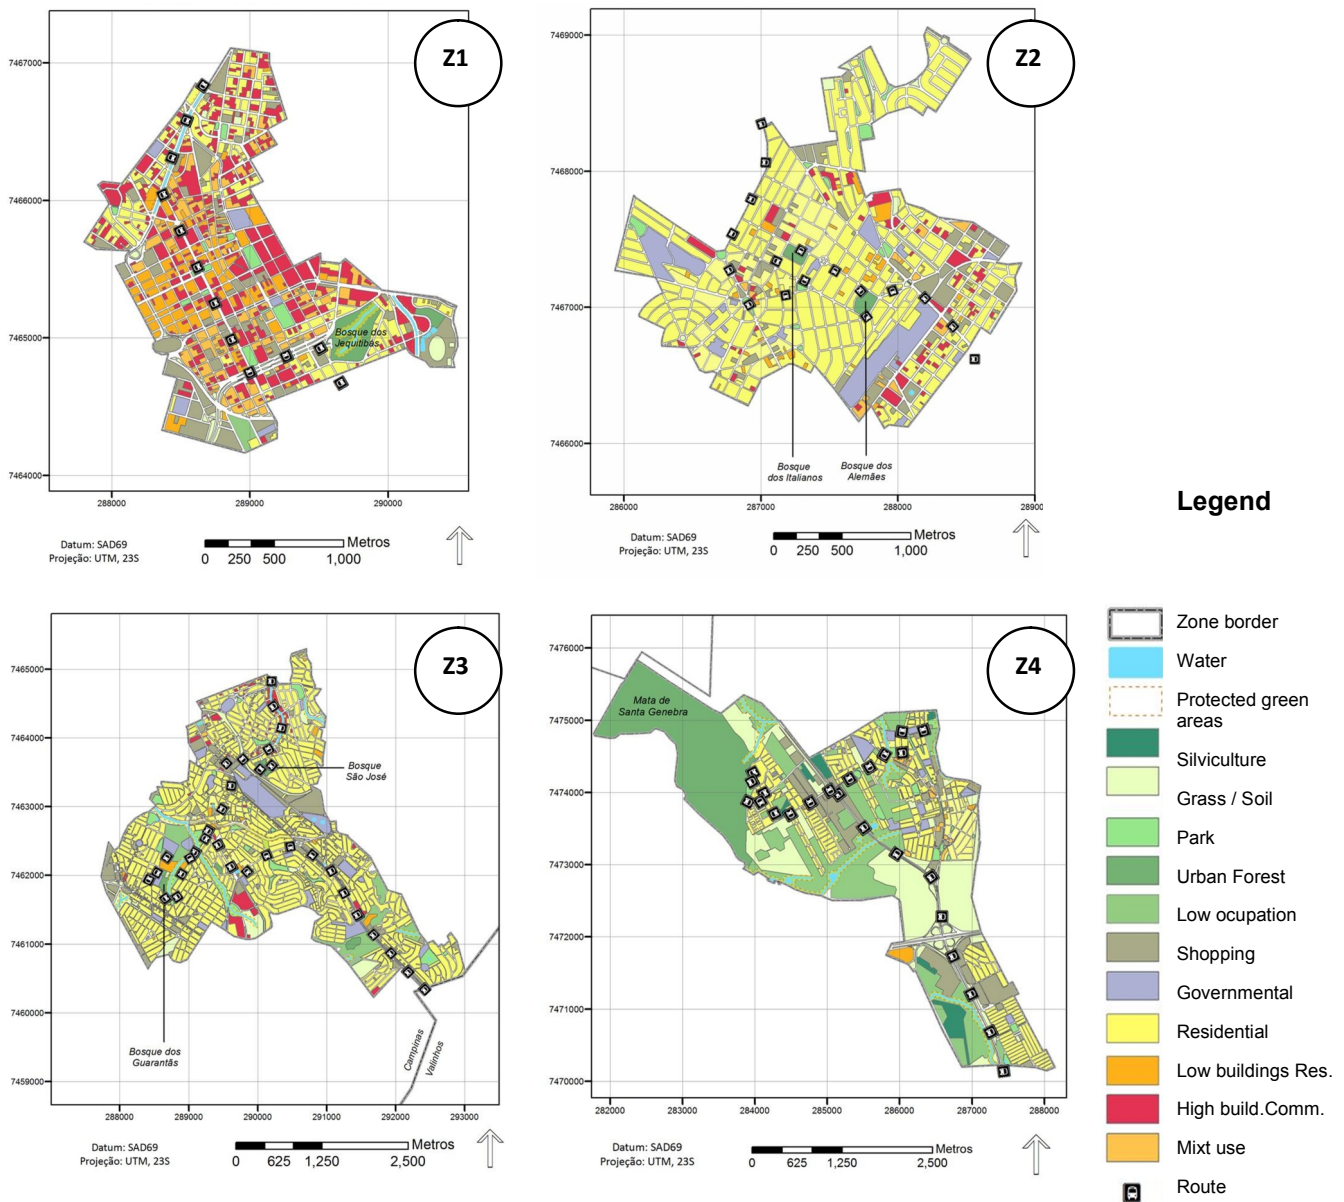 Z1
7467000
7466000
7465000
7464000
Bosque dos
Jequitibás
288000 289000 290000
Datum: SAD69
Projeção: UTM, 23S
Metros
0 250 500 1,000
Z2
7469000
7468000
7467000
7466000
Bosque
dos Italianos
Bosque dos
Alemães
286000 287000 288000 28900
Datum: SAD69
Projeção: UTM, 23S
Metros
0 250 500 1,000
Z3
7465000
7464000
7463000
7462000
7461000
7460000
7459000
Bosque
São José
Bosque dos
Guarantãs
Campinas
Valinhos
288000 289000 290000 291000 292000 293000
Datum: SAD69
Projeção: UTM, 23S
Metros
0 625 1,250 2,500
Z4
7476000
7475000
7474000
7473000
7472000
7471000
7470000
Mata de
Santa Genebra
282000 283000 284000 285000 286000 287000 288000
Datum: SAD69
Projeção: UTM, 23S
Metros
0 625 1,250 2,500
Legend
Zone border
Water
Protected green
areas
Silviculture
Grass / Soil
Park
Urban Forest
Low ocupation
Shopping
Governmental
Residential
Low buildings Res.
High build.Comm.
Mixt use
Route